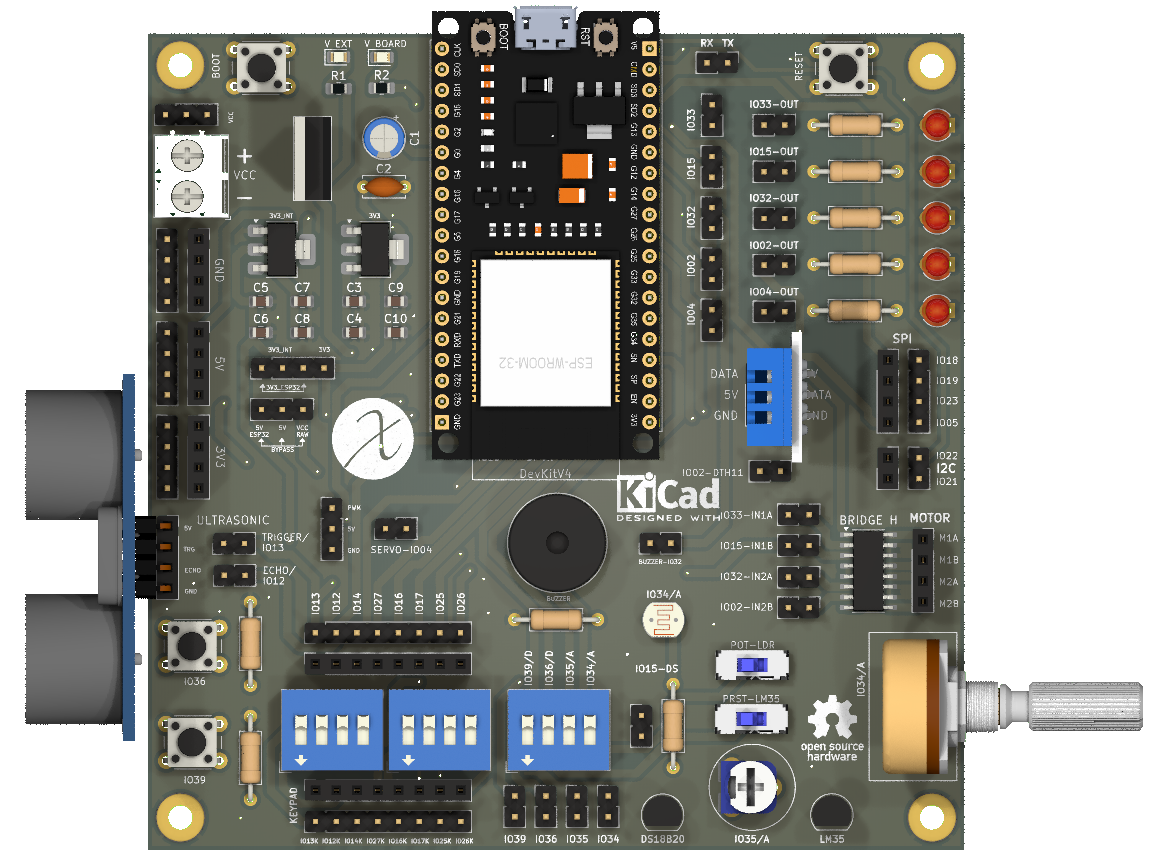 BOOT
V_EXT
V_BOARD
R1
R2
C1
C2
VCC
+
VCC
-
BOOT
RST
CLK
SD0
SD1
G15
G2
G0
G4
G16
G17
G5
G18
G19
GND
G21
RXD
TXD
G22
G23
GND
V5
CMD
SD3
SD2
G13
GND
G12
G14
G27
G26
G25
G33
G32
G35
G34
SN
SP
EN
3V3
ESP-WROOM-32
DevKitV4
RX TX
RESET
IO33
IO15
IO32
IO02
IO04
IO33-OUT
IO15-OUT
IO32-OUT
IO02-OUT
IO04-OUT
GND
5V
3V3
3V3_INT
3V3
C5
C7
C3
C9
C6
C8
C4
C10
3V3_INT
3V3
3V3_ESP32
5V
ESP32
5V
VCC
RAW
BYPASS
DATA
5V
GND
DATA
GND
IO02-DTH11
SPI
IO18
IO19
IO23
IO05
IO22
I2C
IO21
KiCad
DESIGNED WITH
ULTRASONIC
5V
TRG
ECHO
GND
TRIGGER/
IO13
ECHO/
IO12
PWM
5V
GND
SERVO-IO04
BUZZER
BUZZER-IO32
IO33-IN1A
IO15-IN1B
IO32-IN2A
IO02-IN2B
BRIDGE H
MOTOR
M1A
M1B
M2A
M2B
IO36
IO39
IO13
IO12
IO14
IO27
IO16
IO17
IO25
IO26
IO39/D
IO36/D
IO35/A
IO34/A
IO34/A
IO15-DS
POT-LDR
PRST-LM35
IO34/A
open source
hardware
KEYPAD
IO13K
IO12K
IO14K
IO27K
IO16K
IO17K
IO25K
IO26K
IO39
IO36
IO35
IO34
DS18B20
IO35/A
LM35